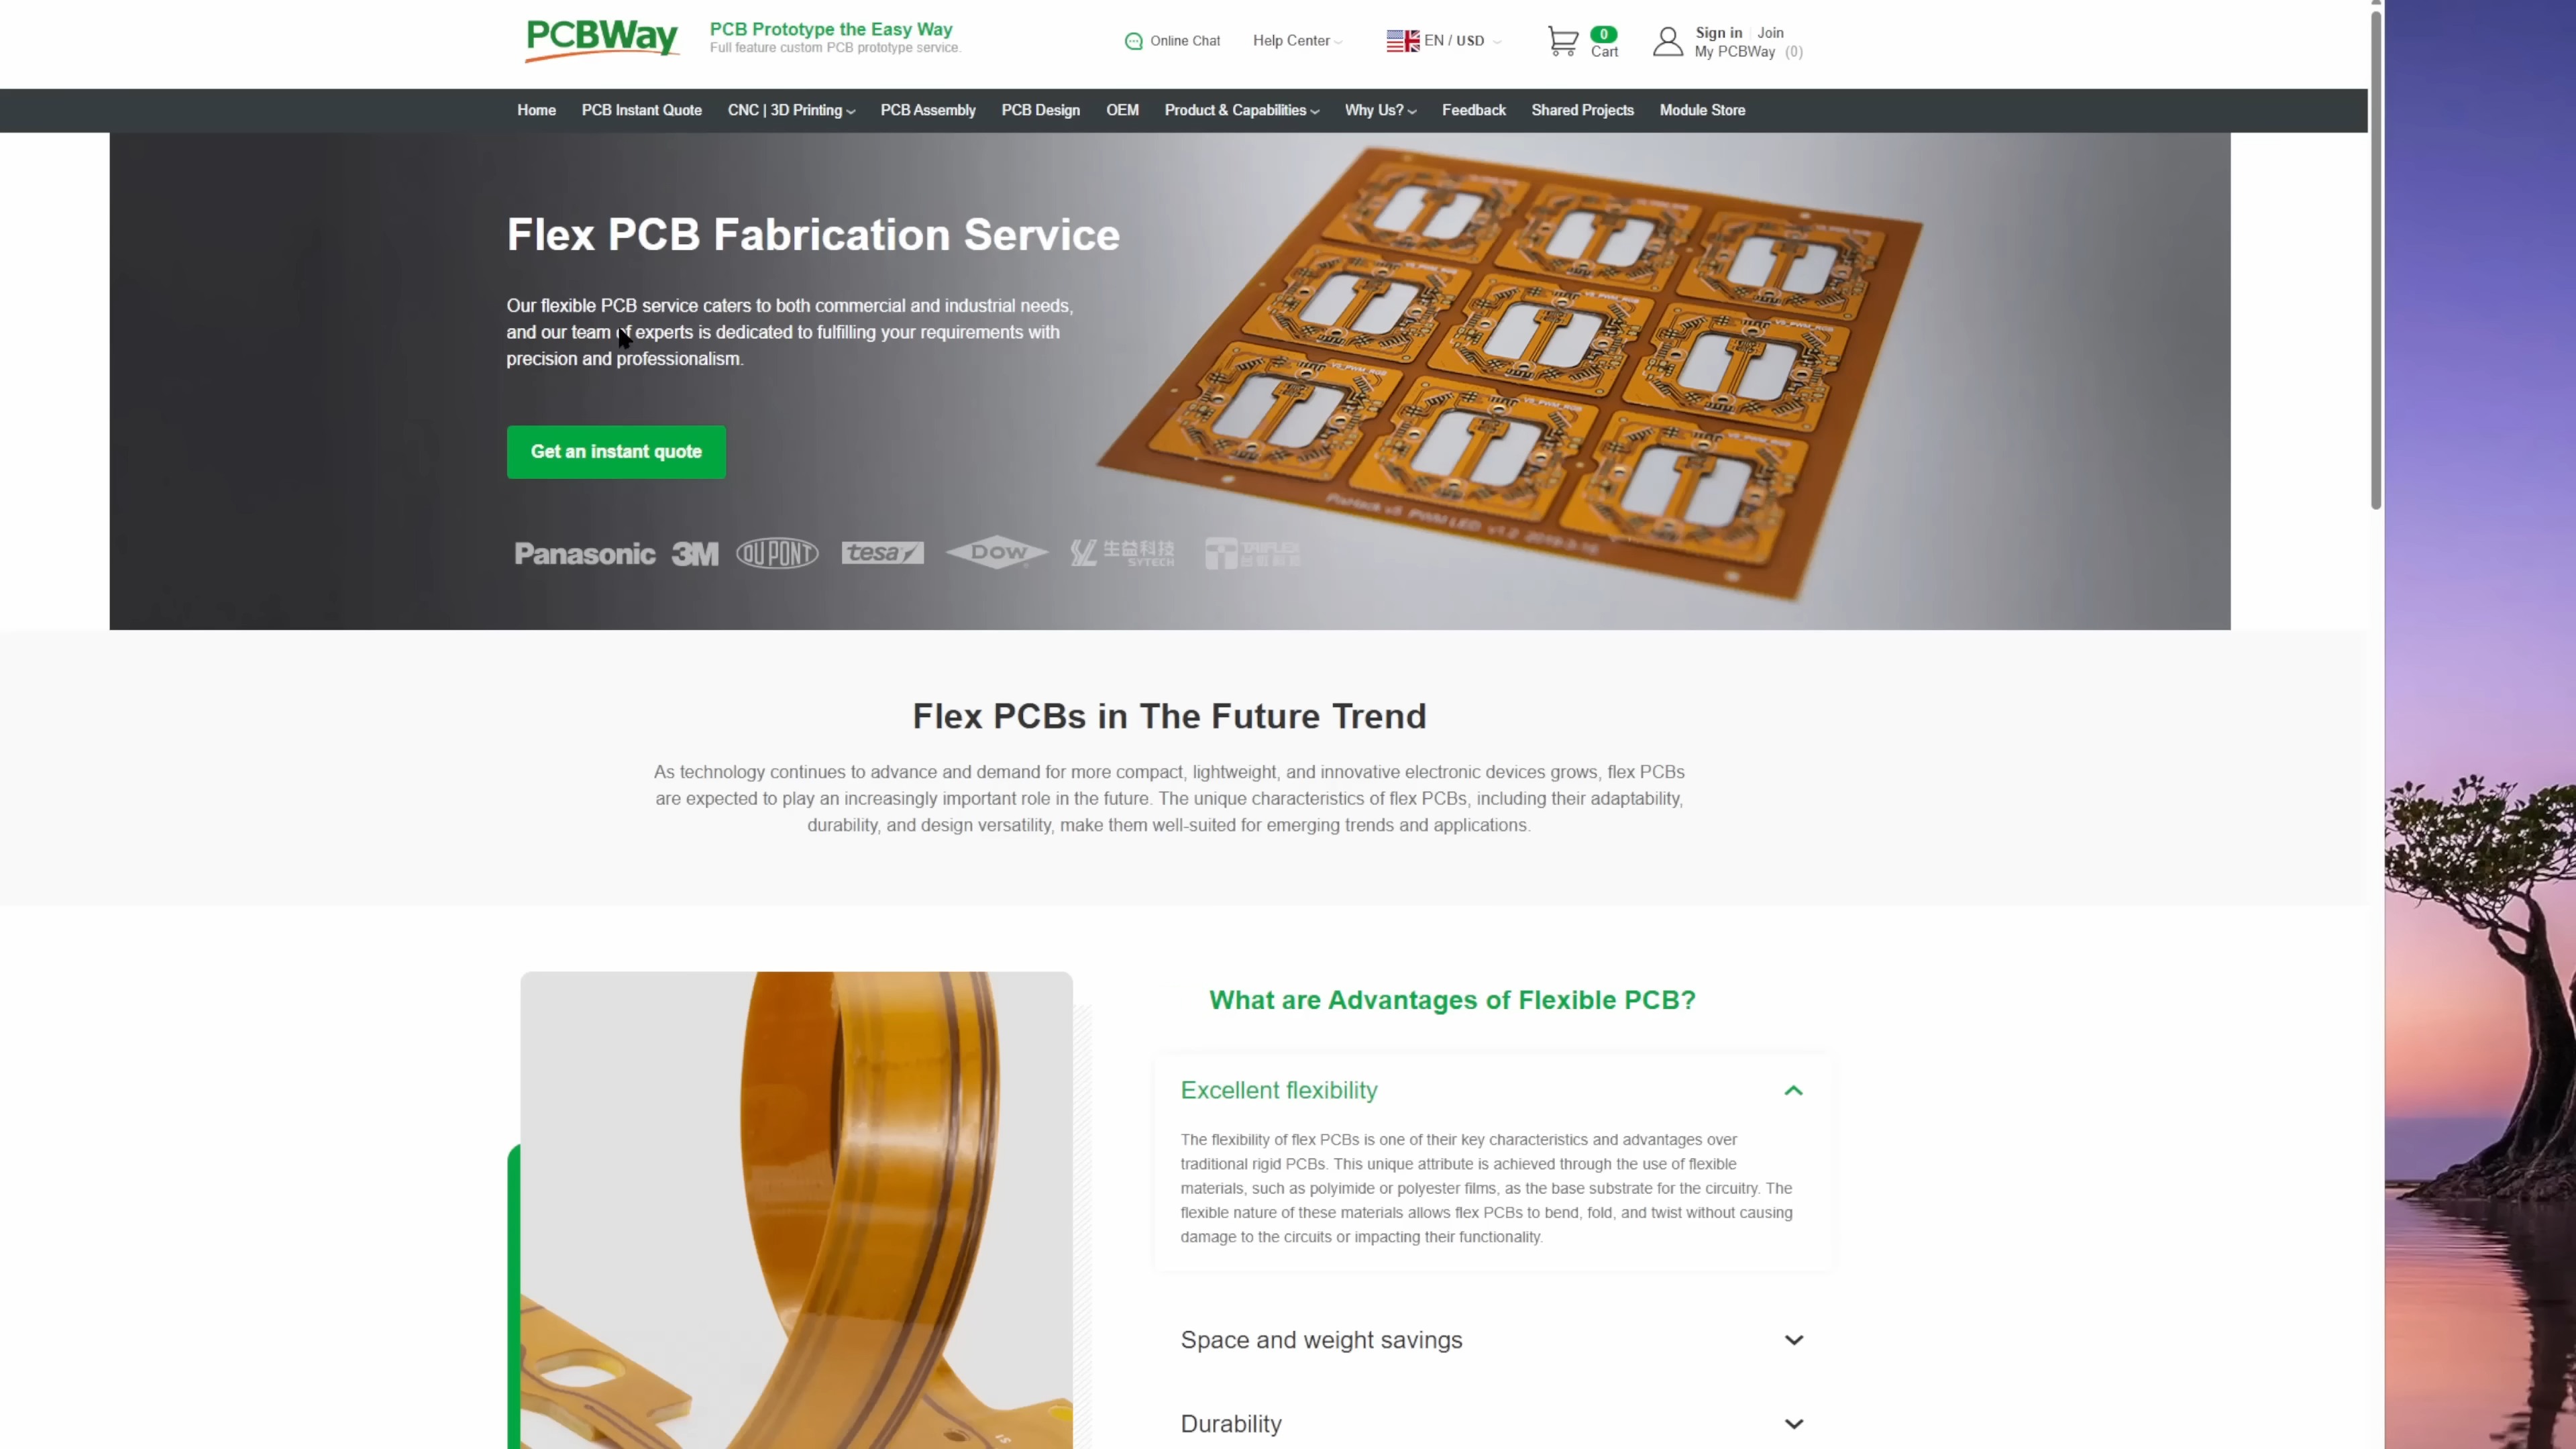 PCBWay
PCB Prototype the Easy Way
Full feature custom PCB prototype service.
Online Chat
Help Center
EN / USD
0
Cart
Sign in
Join
My PCBWay (0)
Home
PCB Instant Quote
CNC | 3D Printing
PCB Assembly
PCB Design
OEM
Product & Capabilities
Why Us?
Feedback
Shared Projects
Module Store
Flex PCB Fabrication Service
Our flexible PCB service caters to both commercial and industrial needs,
and our team of experts is dedicated to fulfilling your requirements with
precision and professionalism.
Get an instant quote
Panasonic
3M
DU PONT
tesa
DOW
生益科技
SYTECH
TAIFLEX
Flex PCBs in The Future Trend
As technology continues to advance and demand for more compact, lightweight, and innovative electronic devices grows, flex PCBs
are expected to play an increasingly important role in the future. The unique characteristics of flex PCBs, including their adaptability,
durability, and design versatility, make them well-suited for emerging trends and applications.
What are Advantages of Flexible PCB?
Excellent flexibility
The flexibility of flex PCBs is one of their key characteristics and advantages over
traditional rigid PCBs. This unique attribute is achieved through the use of flexible
materials, such as polyimide or polyester films, as the base substrate for the circuitry. The
flexible nature of these materials allows flex PCBs to bend, fold, and twist without causing
damage to the circuits or impacting their functionality.
Space and weight savings
Durability